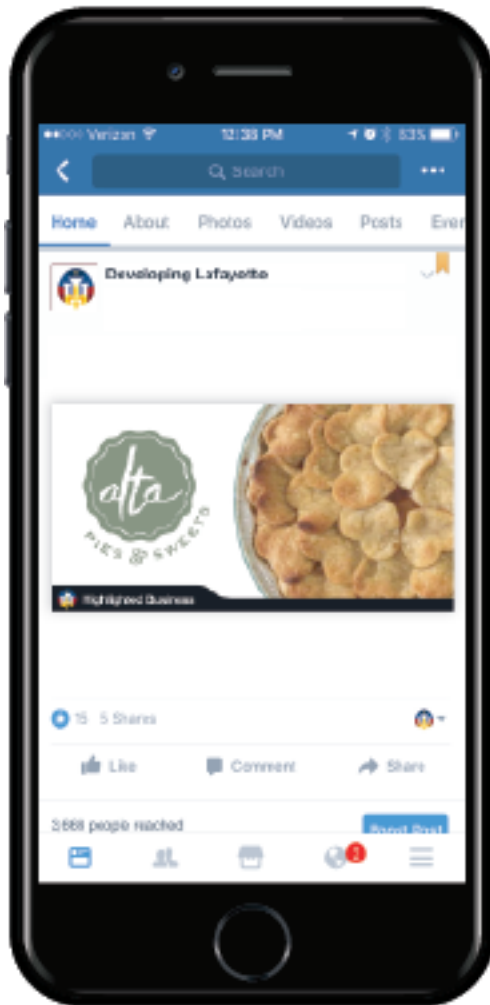 Verizon 12:38 PM 83%
Search
Home About Photos Videos Posts Even
Developing Lafayette
alta
PIES & SWEETS
Highlighted Business
15 5 Shares
Like Comment Share
people reached Boost Post